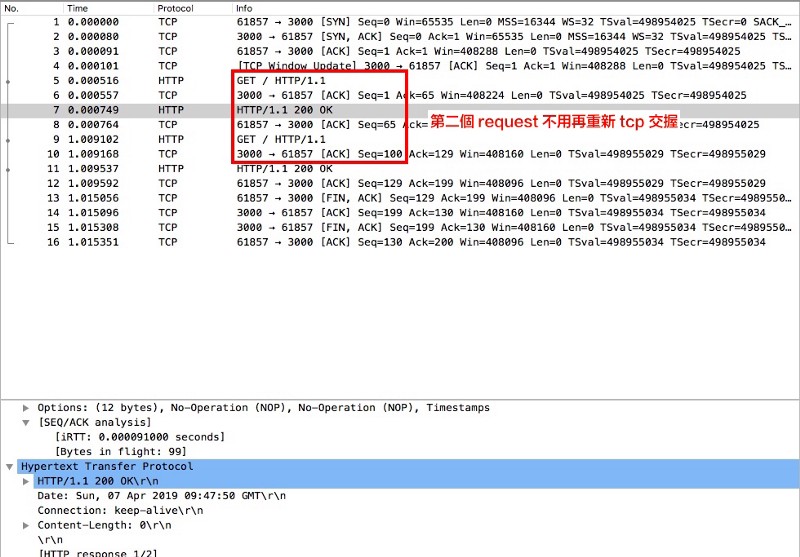 No. Time Protocol Info
1 0.000000 TCP 61857 → 3000 [SYN] Seq=0 Win=65535 Len=0 MSS=16344 WS=32 TSval=498954025 TSecr=0 SACK_…
2 0.000080 TCP 3000 → 61857 [SYN, ACK] Seq=0 Ack=1 Win=65535 Len=0 MSS=16344 WS=32 TSval=498954025 TS…
3 0.000091 TCP 61857 → 3000 [ACK] Seq=1 Ack=1 Win=408288 Len=0 TSval=498954025 TSecr=498954025
4 0.000101 TCP [TCP Window Update] 3000 → 61857 [ACK] Seq=1 Ack=1 Win=408288 Len=0 TSval=498954025 TS…
5 0.000516 HTTP GET / HTTP/1.1
6 0.000557 TCP 3000 → 61857 [ACK] Seq=1 Ack=65 Win=408224 Len=0 TSval=498954025 TSecr=498954025
7 0.000749 HTTP HTTP/1.1 200 OK
8 0.000764 TCP 61857 → 3000 [ACK] Seq=65 Ack= ecr=498954025
第二個 request 不用再重新 tcp 交握
9 1.009102 HTTP GET / HTTP/1.1
10 1.009168 TCP 3000 → 61857 [ACK] Seq=100 Ack=129 Win=408160 Len=0 TSval=498955029 TSecr=498955029
11 1.009537 HTTP HTTP/1.1 200 OK
12 1.009592 TCP 61857 → 3000 [ACK] Seq=129 Ack=199 Win=408096 Len=0 TSval=498955029 TSecr=498955029
13 1.015056 TCP 61857 → 3000 [FIN, ACK] Seq=129 Ack=199 Win=408096 Len=0 TSval=498955034 TSecr=4989550…
14 1.015096 TCP 3000 → 61857 [ACK] Seq=199 Ack=130 Win=408160 Len=0 TSval=498955034 TSecr=498955034
15 1.015308 TCP 3000 → 61857 [FIN, ACK] Seq=199 Ack=130 Win=408160 Len=0 TSval=498955034 TSecr=4989550…
16 1.015351 TCP 61857 → 3000 [ACK] Seq=130 Ack=200 Win=408096 Len=0 TSval=498955034 TSecr=498955034
Options: (12 bytes), No-Operation (NOP), No-Operation (NOP), Timestamps
[SEQ/ACK analysis]
[iRTT: 0.000091000 seconds]
[Bytes in flight: 99]
Hypertext Transfer Protocol
HTTP/1.1 200 OK\r\n
Date: Sun, 07 Apr 2019 09:47:50 GMT\r\n
Connection: keep-alive\r\n
Content-Length: 0\r\n
\r\n
[HTTP response 1/2]